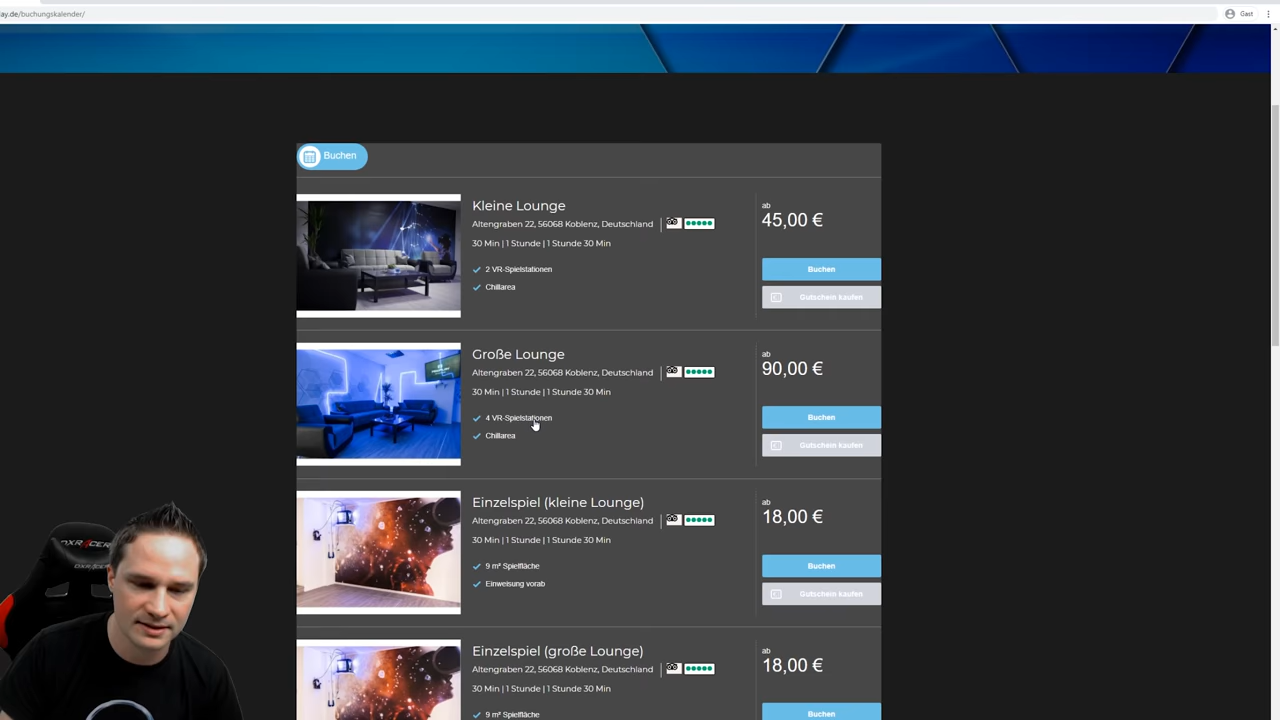 ay.de/buchungskalender/
Gast
Buchen
Kleine Lounge
Altengraben 22, 56068 Koblenz, Deutschland
30 Min | 1 Stunde | 1 Stunde 30 Min
2 VR-Spielstationen
Chillarea
ab
45,00 €
Buchen
Gutschein kaufen
Große Lounge
Altengraben 22, 56068 Koblenz, Deutschland
30 Min | 1 Stunde | 1 Stunde 30 Min
4 VR-Spielstationen
Chillarea
ab
90,00 €
Buchen
Gutschein kaufen
Einzelspiel (kleine Lounge)
Altengraben 22, 56068 Koblenz, Deutschland
30 Min | 1 Stunde | 1 Stunde 30 Min
9 m² Spielfläche
Einweisung vorab
ab
18,00 €
Buchen
Gutschein kaufen
Einzelspiel (große Lounge)
Altengraben 22, 56068 Koblenz, Deutschland
30 Min | 1 Stunde | 1 Stunde 30 Min
9 m² Spielfläche
ab
18,00 €
Buchen
DXRACER
DXRACER